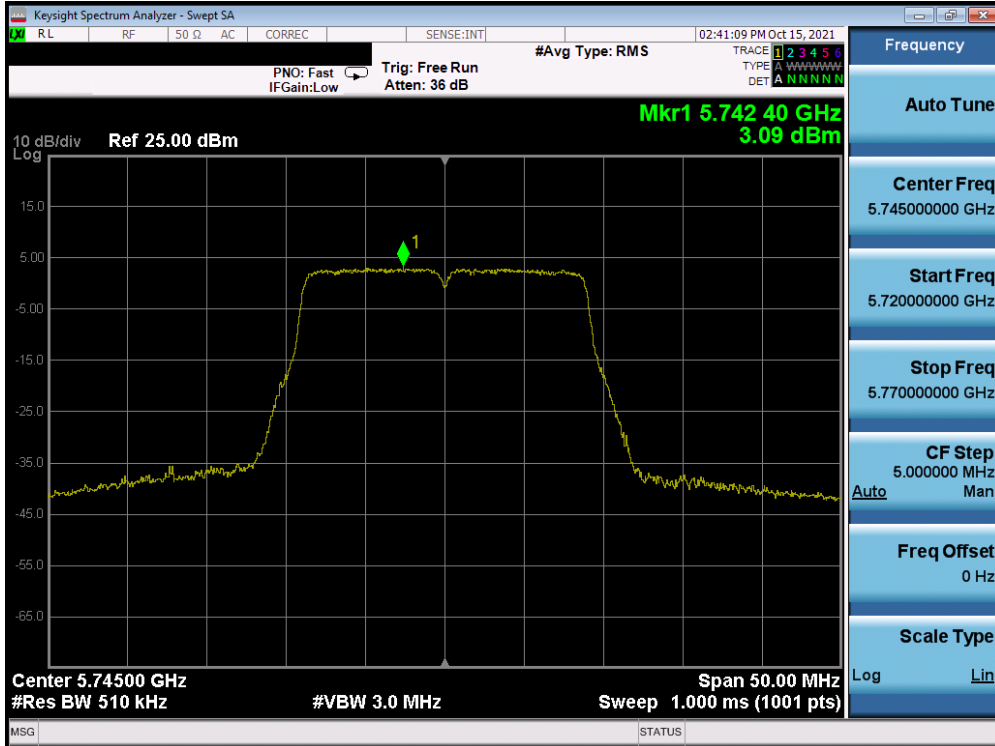 Keysight Spectrum Analyzer - Swept SA
LXI RL RF 50 Ω AC CORREC SENSE:INT 02:41:09 PM Oct 15, 2021
#Avg Type: RMS TRACE 1 2 3 4 5 6
PNO: Fast Trig: Free Run TYPE A WWWWW
IFGain:Low Atten: 36 dB DET A N N N N N
Mkr1 5.742 40 GHz
3.09 dBm
10 dB/div Ref 25.00 dBm
Log
15.0
1
5.00
-5.00
-15.0
-25.0
-35.0
-45.0
-55.0
-65.0
Center 5.74500 GHz Span 50.00 MHz
#Res BW 510 kHz #VBW 3.0 MHz Sweep 1.000 ms (1001 pts)
MSG STATUS
Frequency
Auto Tune
Center Freq
5.745000000 GHz
Start Freq
5.720000000 GHz
Stop Freq
5.770000000 GHz
CF Step
5.000000 MHz
Auto Man
Freq Offset
0 Hz
Scale Type
Log Lin